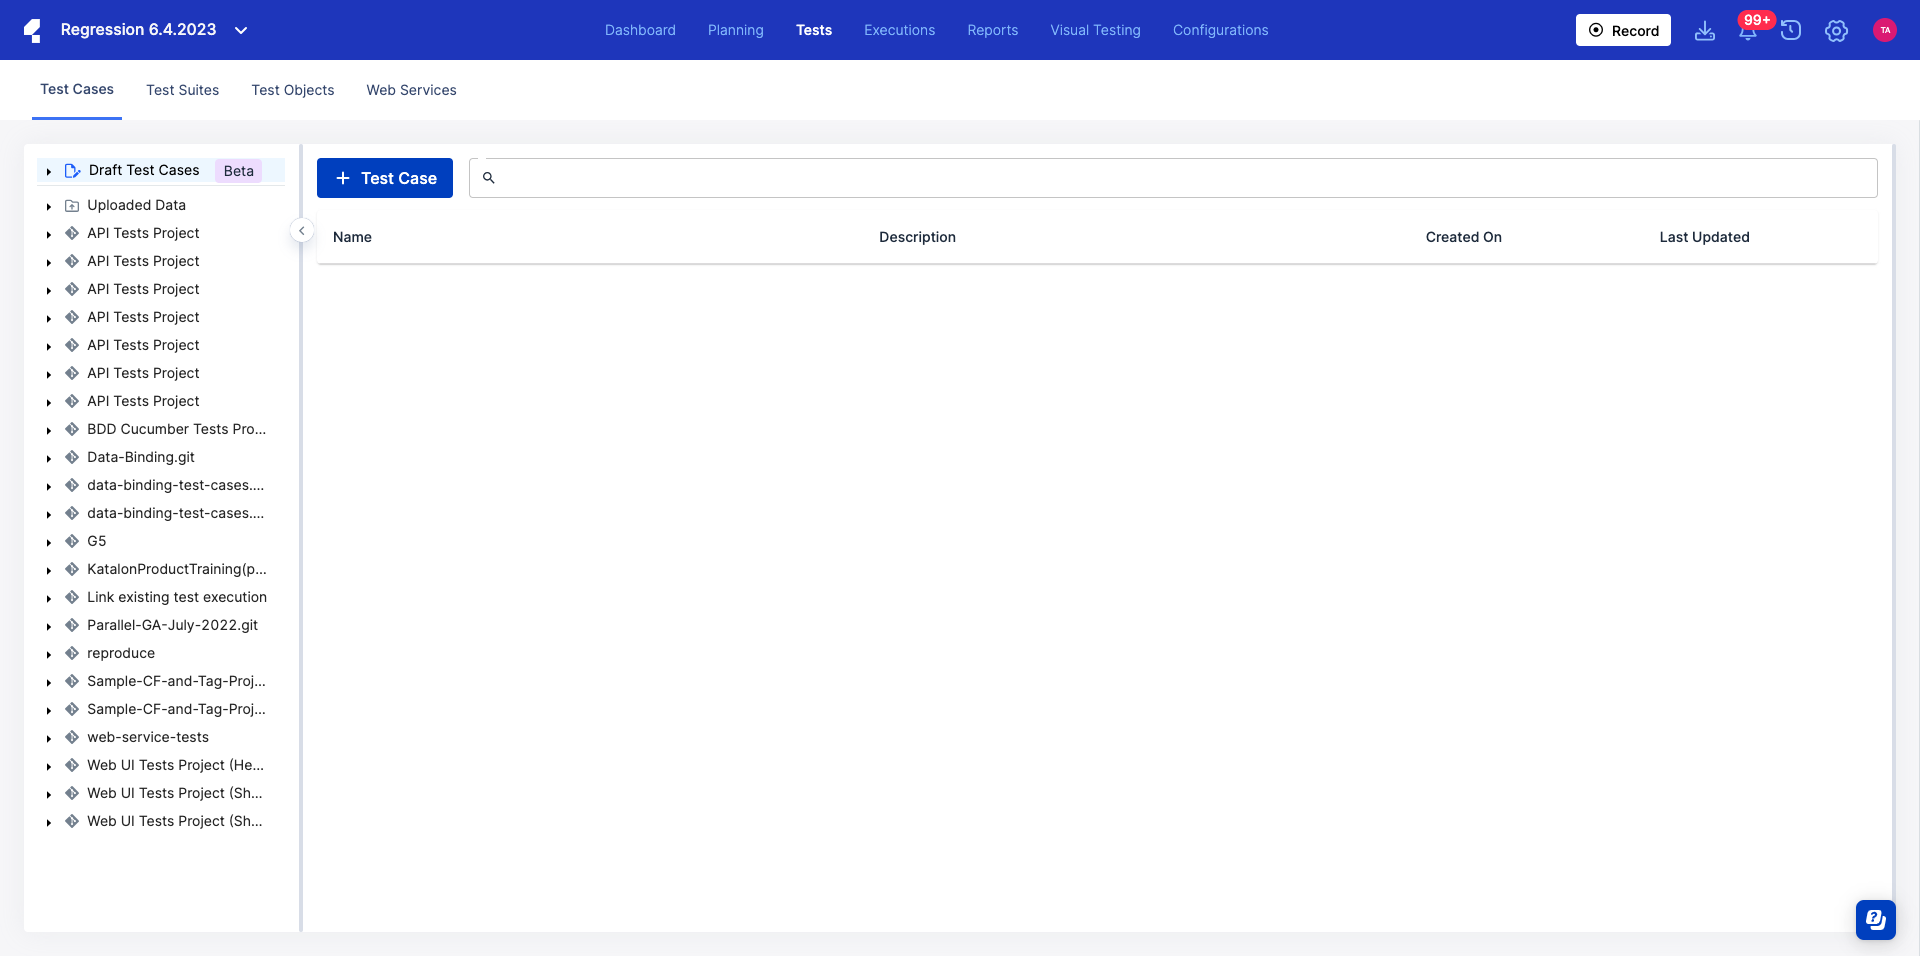 Regression 6.4.2023
Dashboard Planning Tests Executions Reports Visual Testing Configurations
Record 99+ TA
Test Cases Test Suites Test Objects Web Services
Draft Test Cases Beta
Uploaded Data
API Tests Project
API Tests Project
API Tests Project
API Tests Project
API Tests Project
API Tests Project
API Tests Project
BDD Cucumber Tests Pro...
Data-Binding.git
data-binding-test-cases....
data-binding-test-cases....
G5
KatalonProductTraining(p...
Link existing test execution
Parallel-GA-July-2022.git
reproduce
Sample-CF-and-Tag-Proj...
Sample-CF-and-Tag-Proj...
web-service-tests
Web UI Tests Project (He...
Web UI Tests Project (Sh...
Web UI Tests Project (Sh...
+ Test Case
Name Description Created On Last Updated